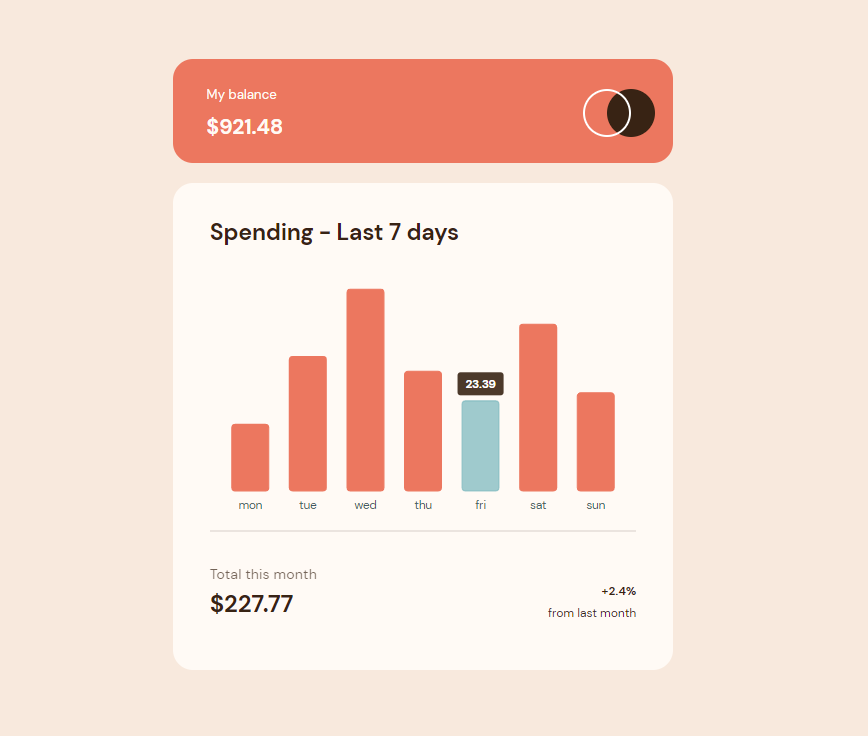 My balance
$921.48
Spending - Last 7 days
23.39
mon tue wed thu fri sat sun
Total this month
$227.77
+2.4%
from last month